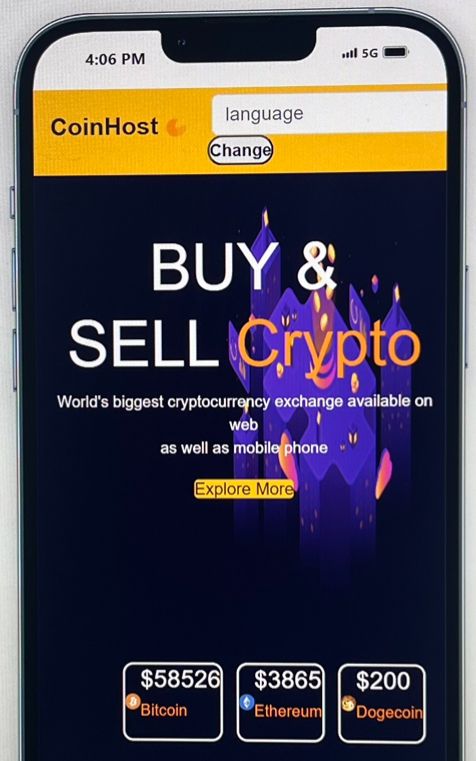 4:06 PM
5G
CoinHost
language
Change
BUY &
SELL Crypto
World's biggest cryptocurrency exchange available on
web
as well as mobile phone
Explore More
$58526
Bitcoin
$3865
Ethereum
$200
Dogecoin